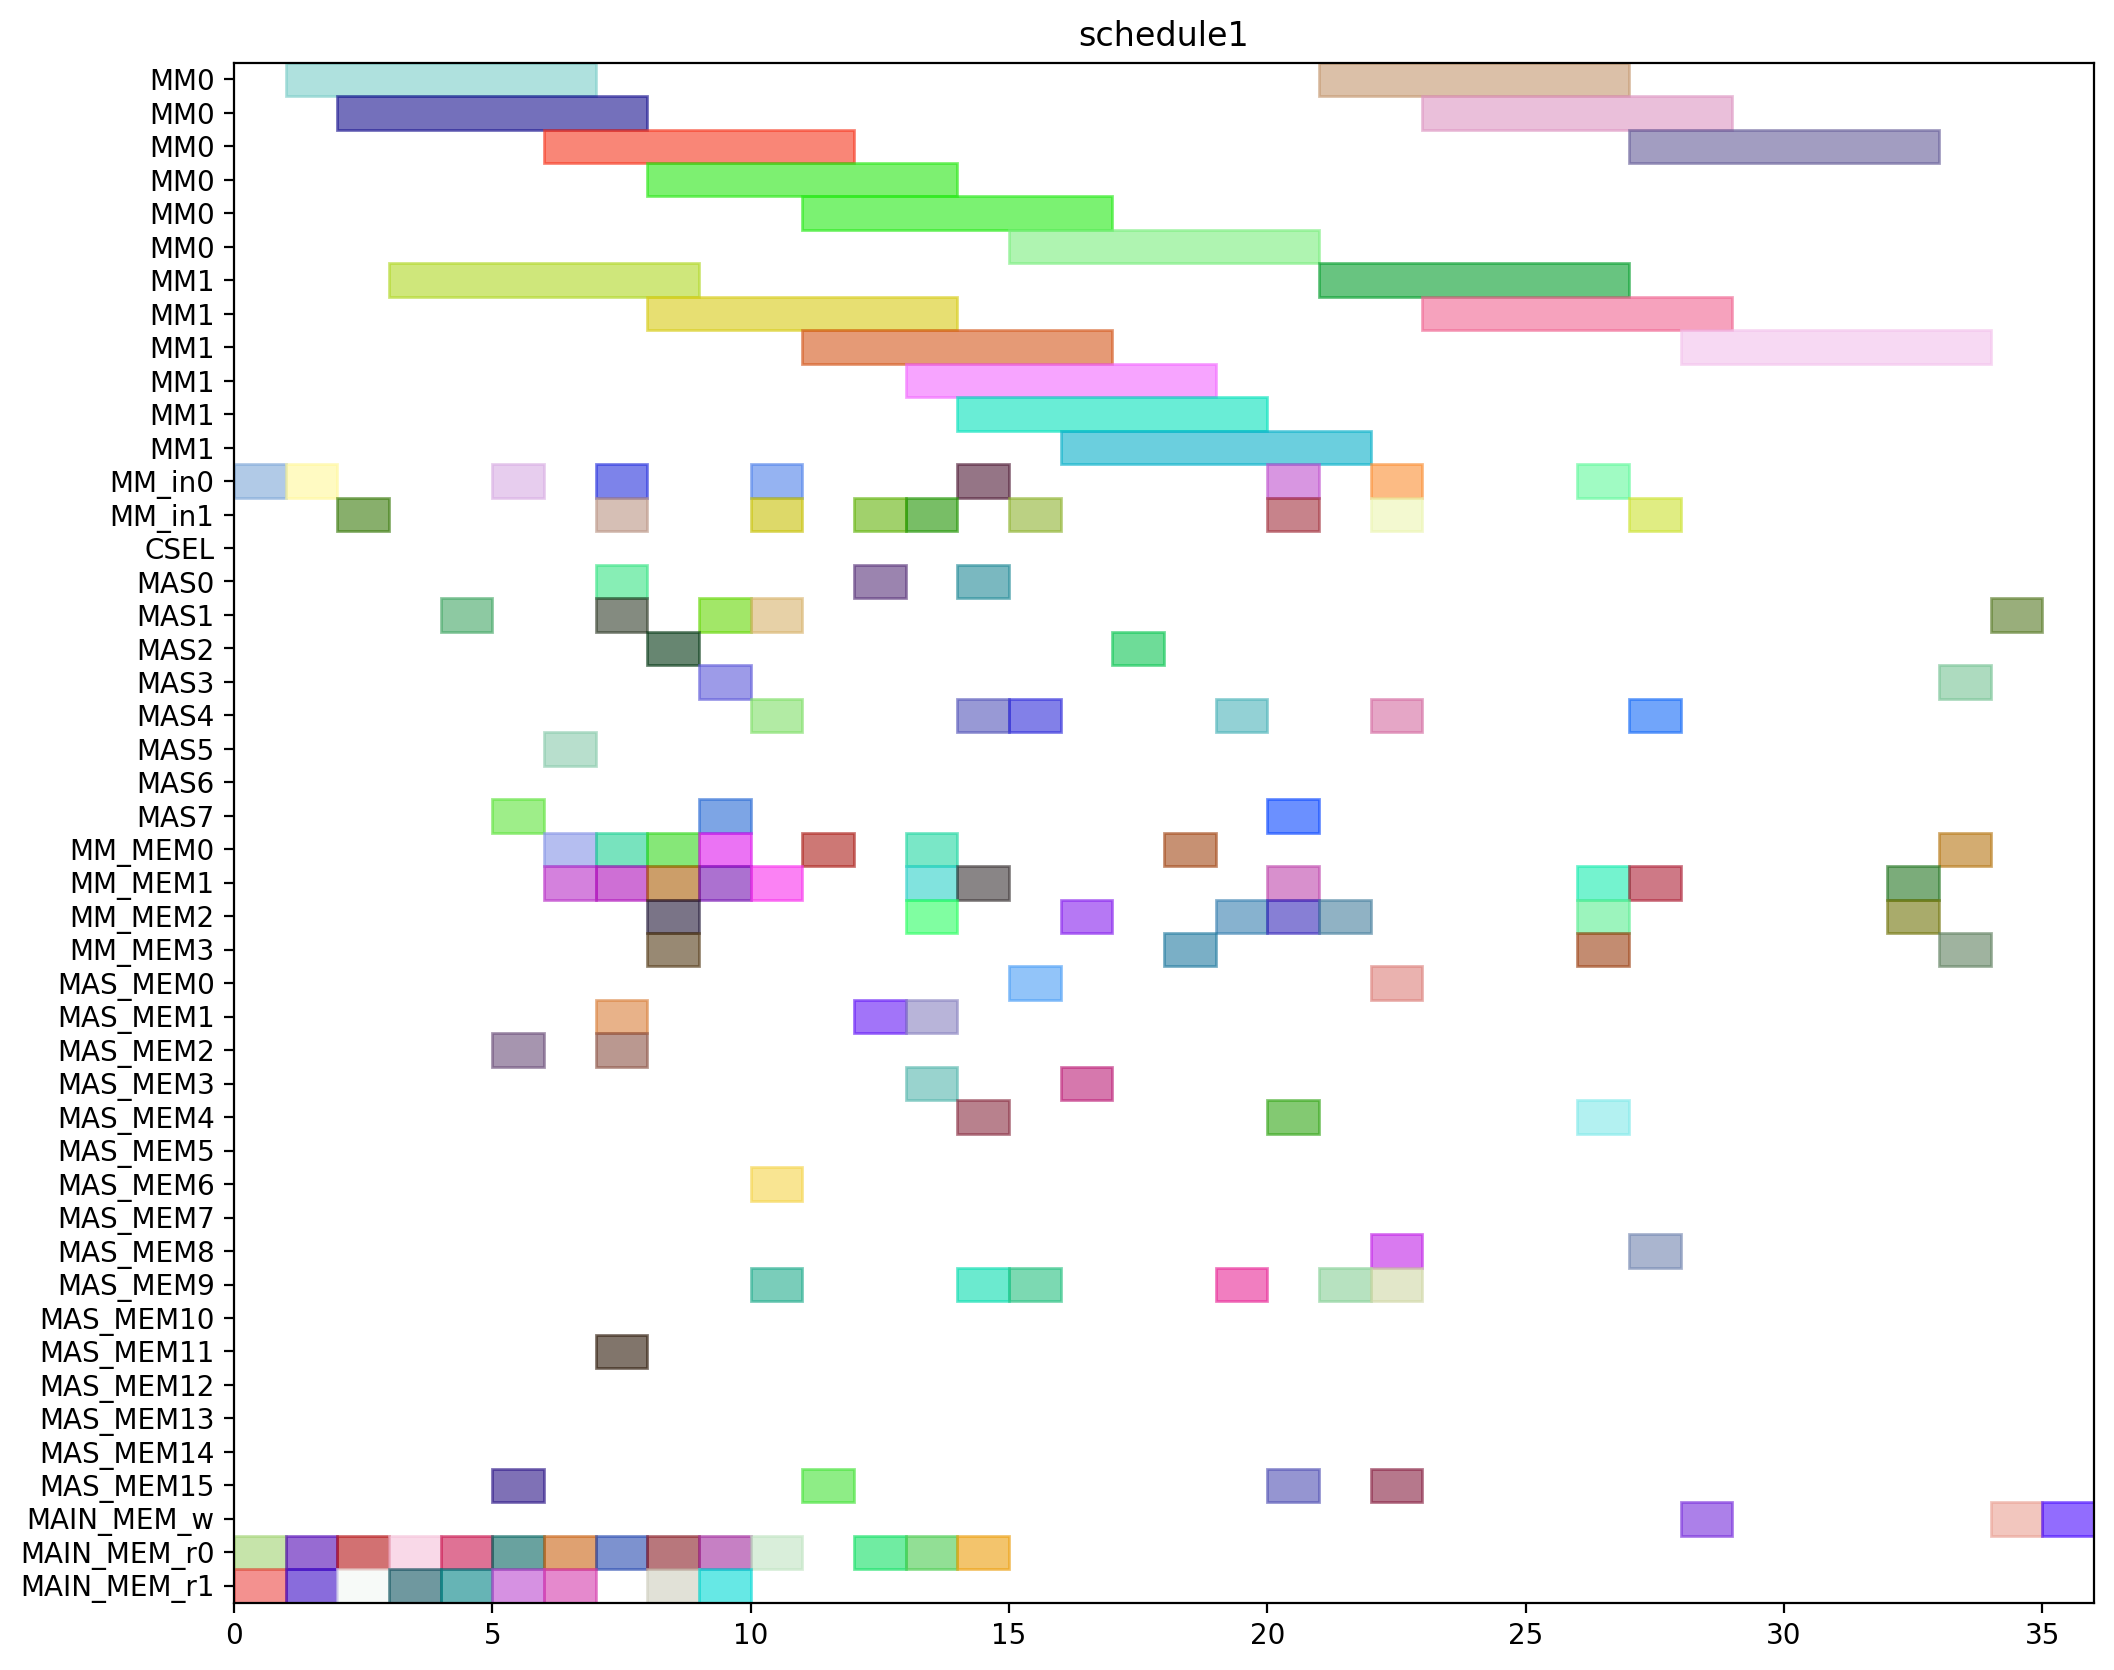 schedule1
MM0
MM0
MM0
MM0
MM0
MM0
MM1
MM1
MM1
MM1
MM1
MM1
MM_in0
MM_in1
CSEL
MAS0
MAS1
MAS2
MAS3
MAS4
MAS5
MAS6
MAS7
MM_MEM0
MM_MEM1
MM_MEM2
MM_MEM3
MAS_MEM0
MAS_MEM1
MAS_MEM2
MAS_MEM3
MAS_MEM4
MAS_MEM5
MAS_MEM6
MAS_MEM7
MAS_MEM8
MAS_MEM9
MAS_MEM10
MAS_MEM11
MAS_MEM12
MAS_MEM13
MAS_MEM14
MAS_MEM15
MAIN_MEM_w
MAIN_MEM_r0
MAIN_MEM_r1
0 5 10 15 20 25 30 35